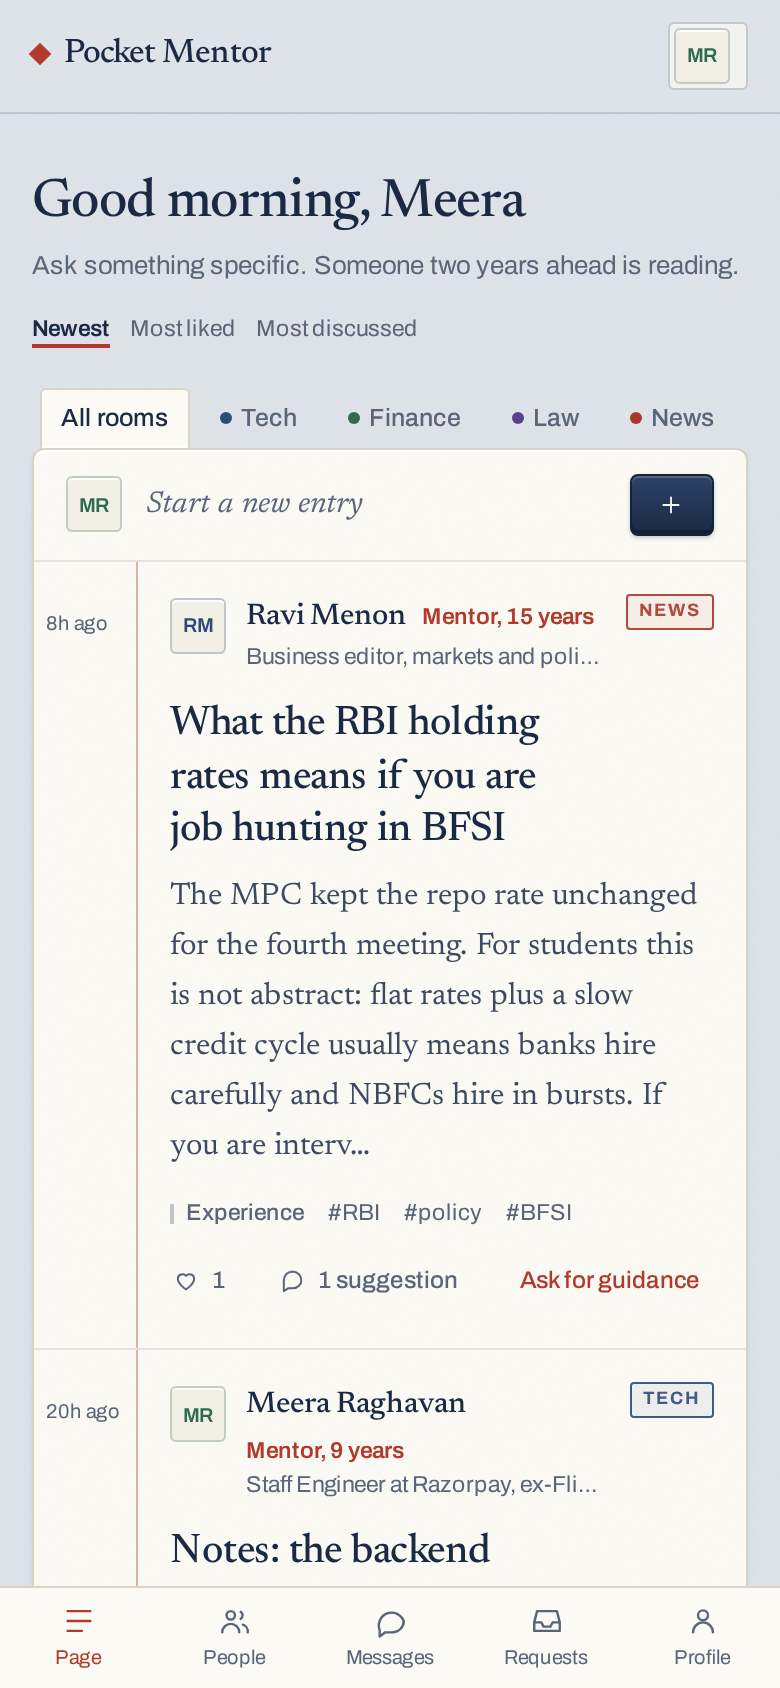 Pocket Mentor
MR
Good morning, Meera
Ask something specific. Someone two years ahead is reading.
Newest Most liked Most discussed
All rooms Tech Finance Law News
MR Start a new entry +
8h ago
RM Ravi Menon Mentor, 15 years NEWS
Business editor, markets and poli...
What the RBI holding
rates means if you are
job hunting in BFSI
The MPC kept the repo rate unchanged
for the fourth meeting. For students this
is not abstract: flat rates plus a slow
credit cycle usually means banks hire
carefully and NBFCs hire in bursts. If
you are interv...
Experience #RBI #policy #BFSI
1 1 suggestion Ask for guidance
20h ago
MR Meera Raghavan TECH
Mentor, 9 years
Staff Engineer at Razorpay, ex-Fli...
Notes: the backend
Page People Messages Requests Profile